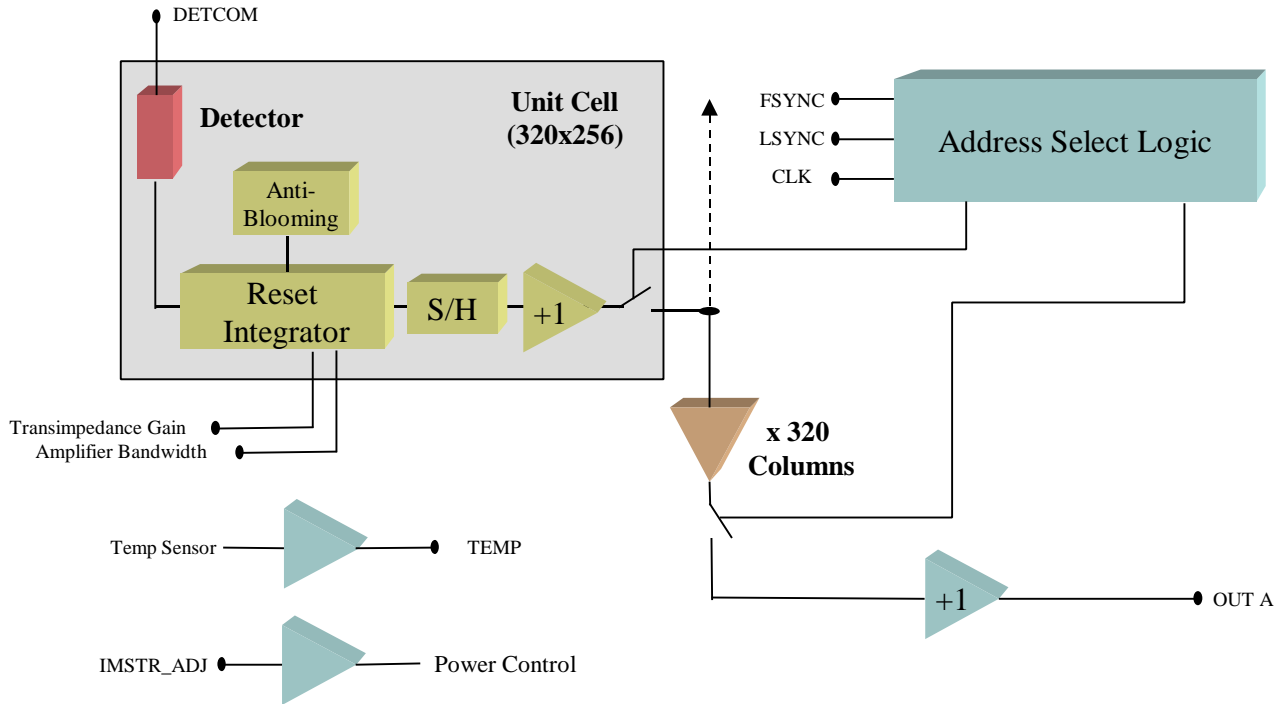 DETCOM
Detector
Unit Cell
(320x256)
Anti-
Blooming
Reset
Integrator
S/H
+1
FSYNC
LSYNC
CLK
Address Select Logic
Transimpedance Gain
Amplifier Bandwidth
x 320
Columns
Temp Sensor
TEMP
+1
OUT A
IMSTR_ADJ
Power Control